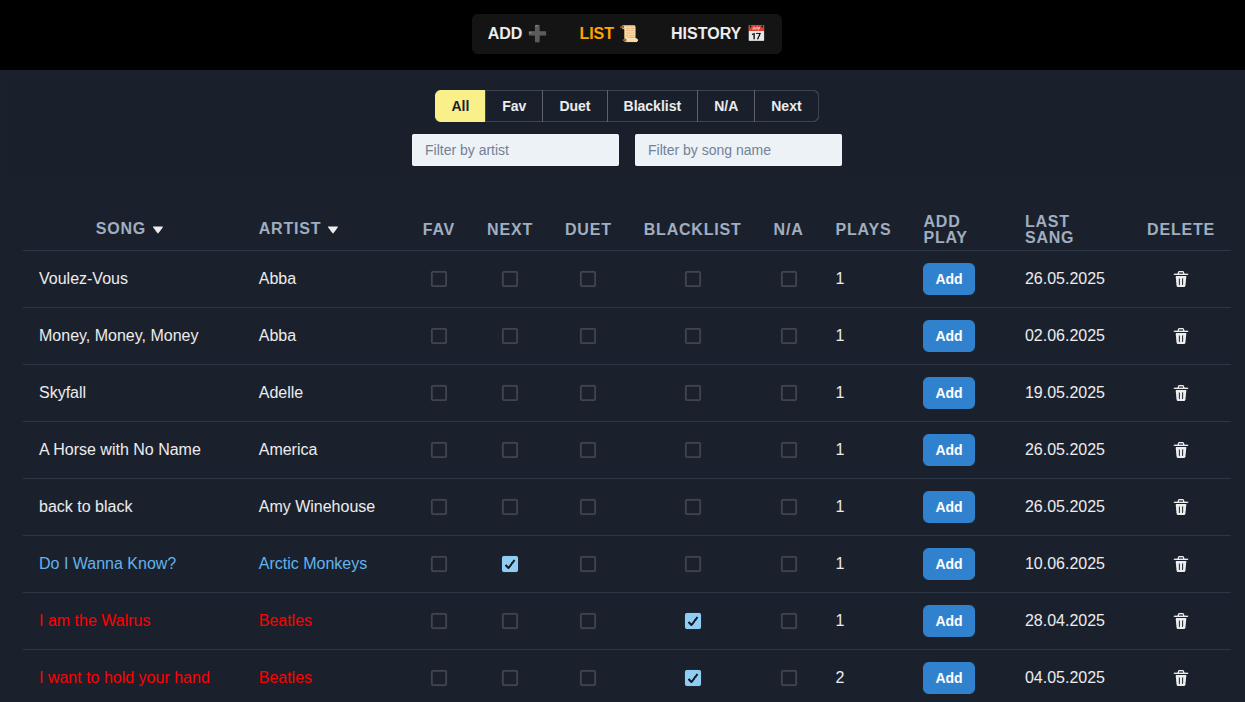 ADD ➕ LIST 📜 HISTORY 📅
All Fav Duet Blacklist N/A Next
Filter by artist Filter by song name
SONG ▼ ARTIST ▼ FAV NEXT DUET BLACKLIST N/A PLAYS ADD PLAY LAST SANG DELETE
Voulez-Vous Abba 1 Add 26.05.2025
Money, Money, Money Abba 1 Add 02.06.2025
Skyfall Adelle 1 Add 19.05.2025
A Horse with No Name America 1 Add 26.05.2025
back to black Amy Winehouse 1 Add 26.05.2025
Do I Wanna Know? Arctic Monkeys 1 Add 10.06.2025
I am the Walrus Beatles 1 Add 28.04.2025
I want to hold your hand Beatles 2 Add 04.05.2025